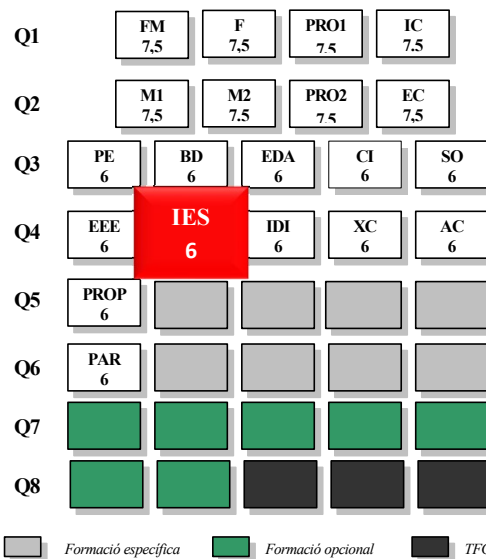 Q1 FM F PRO1 IC
7,5 7.5 7.5 7.5
Q2 M1 M2 PRO2 EC
7,5 7.5 7.5 7,5
Q3 PE BD EDA CI SO
6 6 6 6 6
Q4 EEE IES IDI XC AC
6 6 6 6 6
Q5 PROP
6
Q6 PAR
6
Q7
Q8
Formació específica Formació opcional TFG